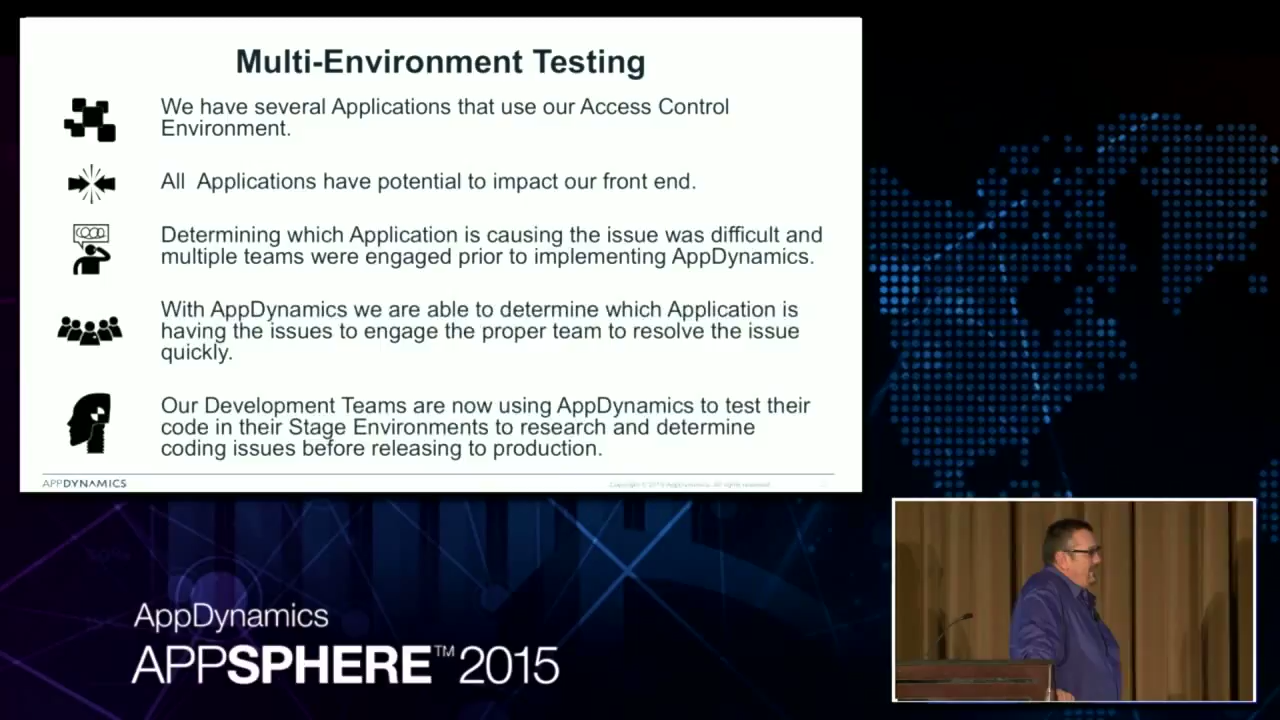 Multi-Environment Testing
We have several Applications that use our Access Control
Environment.
All  Applications have potential to impact our front end.
Determining which Application is causing the issue was difficult and
multiple teams were engaged prior to implementing AppDynamics.
With AppDynamics we are able to determine which Application is
having the issues to engage the proper team to resolve the issue
quickly.
Our Development Teams are now using AppDynamics to test their
code in their Stage Environments to research and determine
coding issues before releasing to production.
APPDYNAMICS
AppDynamics
APPSPHERE™ 2015